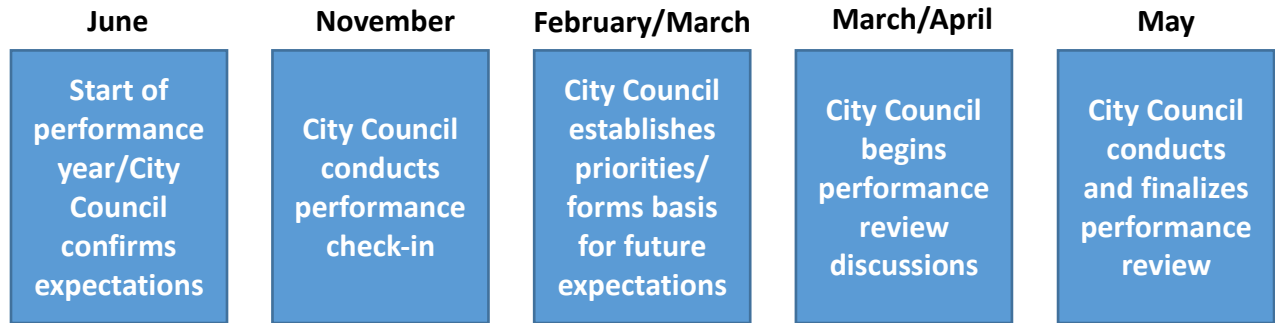 June
Start of
performance
year/City
Council
confirms
expectations
November
City Council
conducts
performance
check-in
February/March
City Council
establishes
priorities/
forms basis
for future
expectations
March/April
City Council
begins
performance
review
discussions
May
City Council
conducts
and finalizes
performance
review